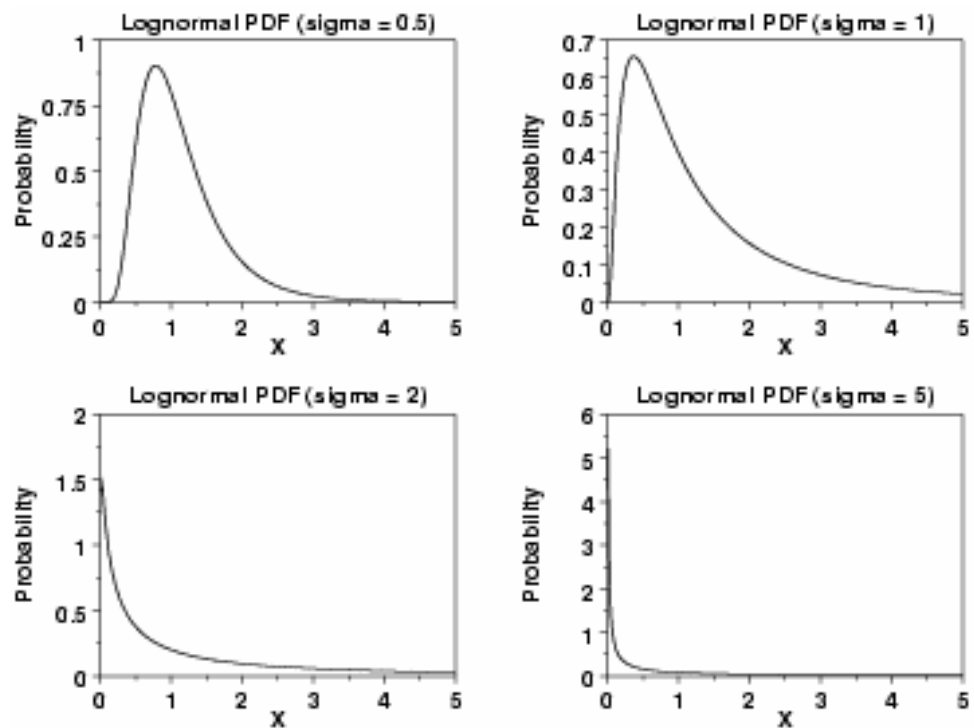 Lognormal PDF (sigma = 0.5)
Probability
1
0.75
0.5
0.25
0
0 1 2 3 4 5
X
Lognormal PDF (sigma = 1)
Probability
0.7
0.6
0.5
0.4
0.3
0.2
0.1
0
0 1 2 3 4 5
X
Lognormal PDF (sigma = 2)
Probability
2
1.5
1
0.5
0
0 1 2 3 4 5
X
Lognormal PDF (sigma = 5)
Probability
6
5
4
3
2
1
0
0 1 2 3 4 5
X